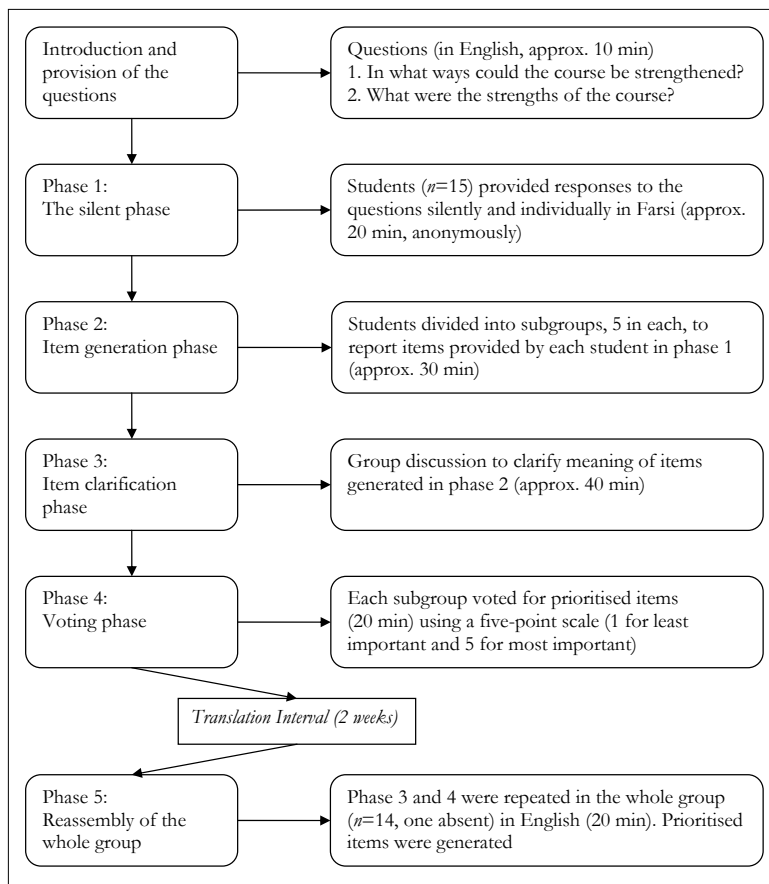 Introduction and
provision of the
questions
Questions (in English, approx. 10 min)
1. In what ways could the course be strengthened?
2. What were the strengths of the course?
Phase 1:
The silent phase
Students (n=15) provided responses to the
questions silently and individually in Farsi (approx.
20 min, anonymously)
Phase 2:
Item generation phase
Students divided into subgroups, 5 in each, to
report items provided by each student in phase 1
(approx. 30 min)
Phase 3:
Item clarification
phase
Group discussion to clarify meaning of items
generated in phase 2 (approx. 40 min)
Phase 4:
Voting phase
Each subgroup voted for prioritised items
(20 min) using a five-point scale (1 for least
important and 5 for most important)
Translation Interval (2 weeks)
Phase 5:
Reassembly of the
whole group
Phase 3 and 4 were repeated in the whole group
(n=14, one absent) in English (20 min). Prioritised
items were generated